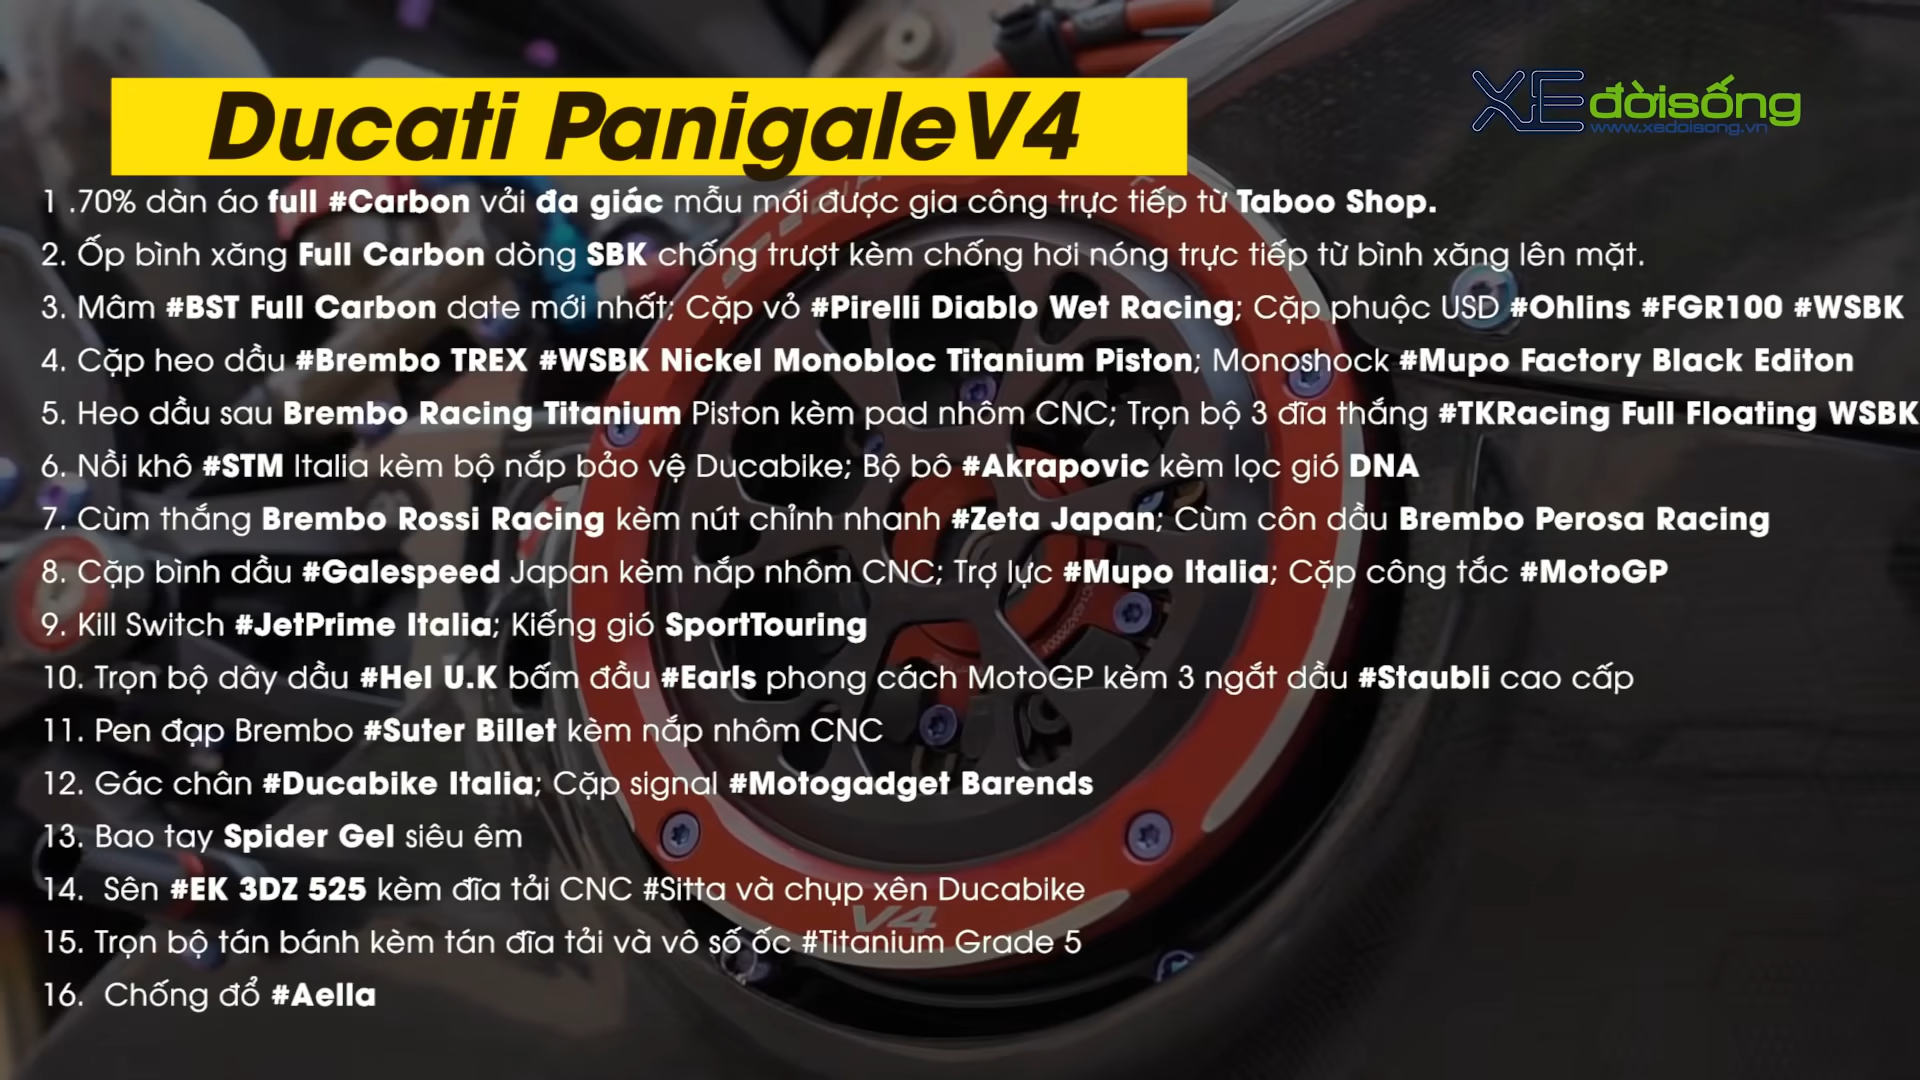 Ducati PanigaleV4
XE đờisống
www.xedoisong.vn
1 .70% dàn áo full #Carbon vải đa giác mẫu mới được gia công trực tiếp từ Taboo Shop.
2. Ốp bình xăng Full Carbon dòng SBK chống trượt kèm chống hơi nóng trực tiếp từ bình xăng lên mặt.
3. Mâm #BST Full Carbon date mới nhất; Cặp vỏ #Pirelli Diablo Wet Racing; Cặp phuộc USD #Ohlins #FGR100 #WSBK
4. Cặp heo dầu #Brembo TREX #WSBK Nickel Monobloc Titanium Piston; Monoshock #Mupo Factory Black Editon
5. Heo dầu sau Brembo Racing Titanium Piston kèm pad nhôm CNC; Trọn bộ 3 đĩa thắng #TKRacing Full Floating WSBK
6. Nồi khô #STM Italia kèm bộ nắp bảo vệ Ducabike; Bộ bô #Akrapovic kèm lọc gió DNA
7. Cùm thắng Brembo Rossi Racing kèm nút chỉnh nhanh #Zeta Japan; Cùm côn dầu Brembo Perosa Racing
8. Cặp bình dầu #Galespeed Japan kèm nắp nhôm CNC; Trợ lực #Mupo Italia; Cặp công tắc #MotoGP
9. Kill Switch #JetPrime Italia; Kiếng gió SportTouring
10. Trọn bộ dây dầu #Hel U.K bấm đầu #Earls phong cách MotoGP kèm 3 ngắt dầu #Staubli cao cấp
11. Pen đạp Brembo #Suter Billet kèm nắp nhôm CNC
12. Gác chân #Ducabike Italia; Cặp signal #Motogadget Barends
13. Bao tay Spider Gel siêu êm
14. Sên #EK 3DZ 525 kèm đĩa tải CNC #Sitta và chụp xên Ducabike
V4
15. Trọn bộ tán bánh kèm tán đĩa tải và vô số ốc #Titanium Grade 5
16. Chống đổ #Aella